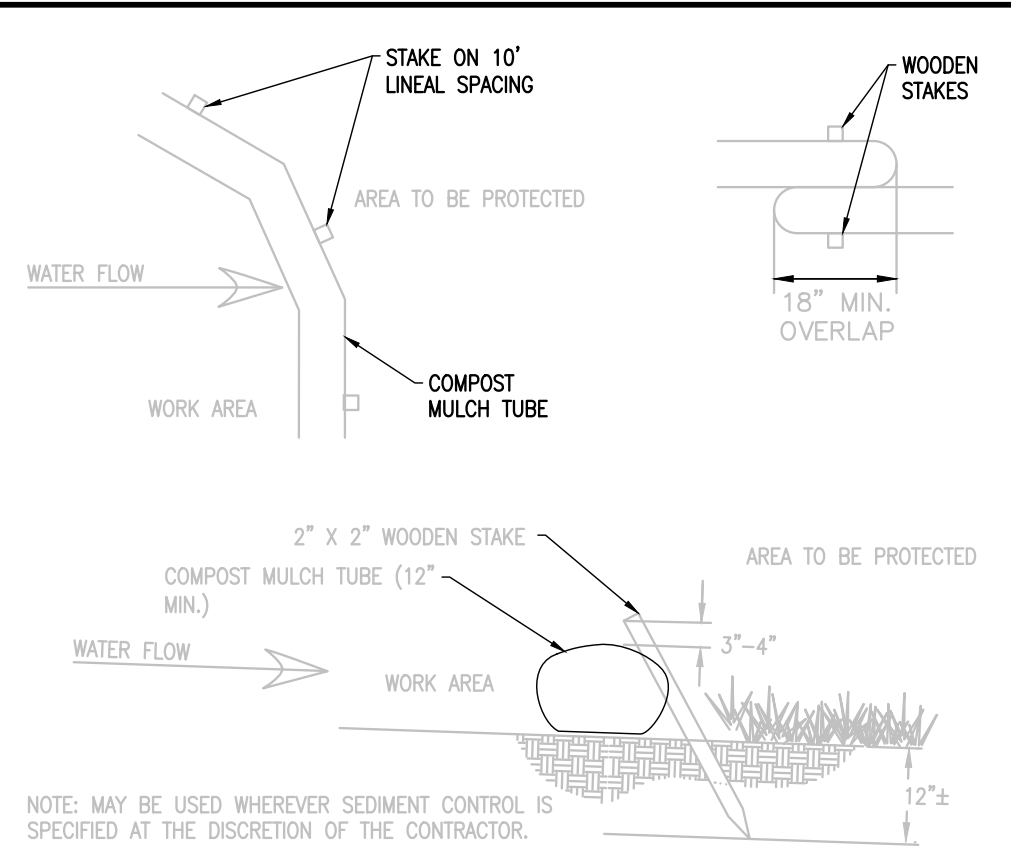 STAKE ON 10'
LINEAL SPACING
WOODEN
STAKES
AREA TO BE PROTECTED
WATER FLOW
18" MIN.
OVERLAP
COMPOST
MULCH TUBE
WORK AREA
2" X 2" WOODEN STAKE
AREA TO BE PROTECTED
COMPOST MULCH TUBE (12"
MIN.)
3"-4"
WATER FLOW
WORK AREA
12"±
NOTE: MAY BE USED WHEREVER SEDIMENT CONTROL IS
SPECIFIED AT THE DISCRETION OF THE CONTRACTOR.